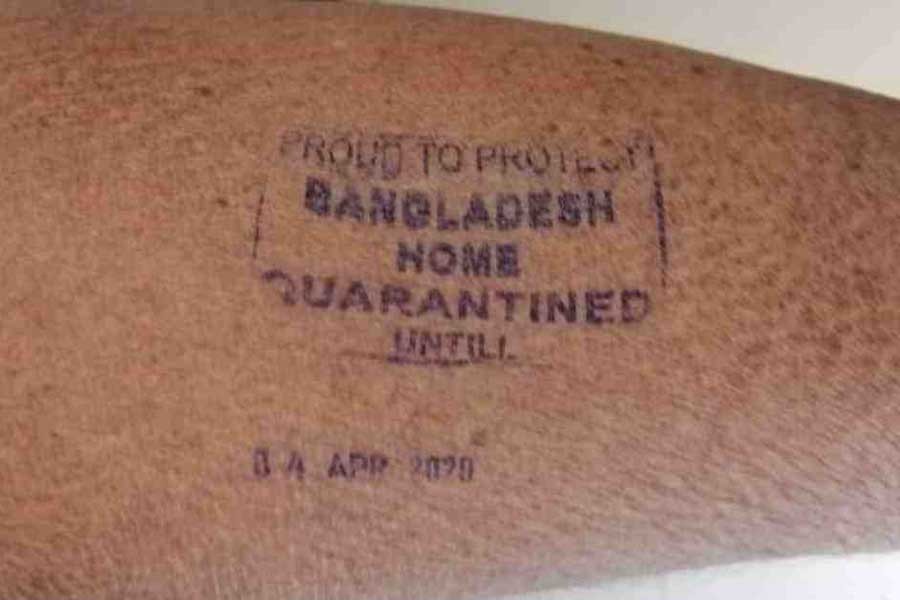 PROUD TO PROTECT
BANGLADESH
HOME
QUARANTINED
UNTILL
04 APR 2020